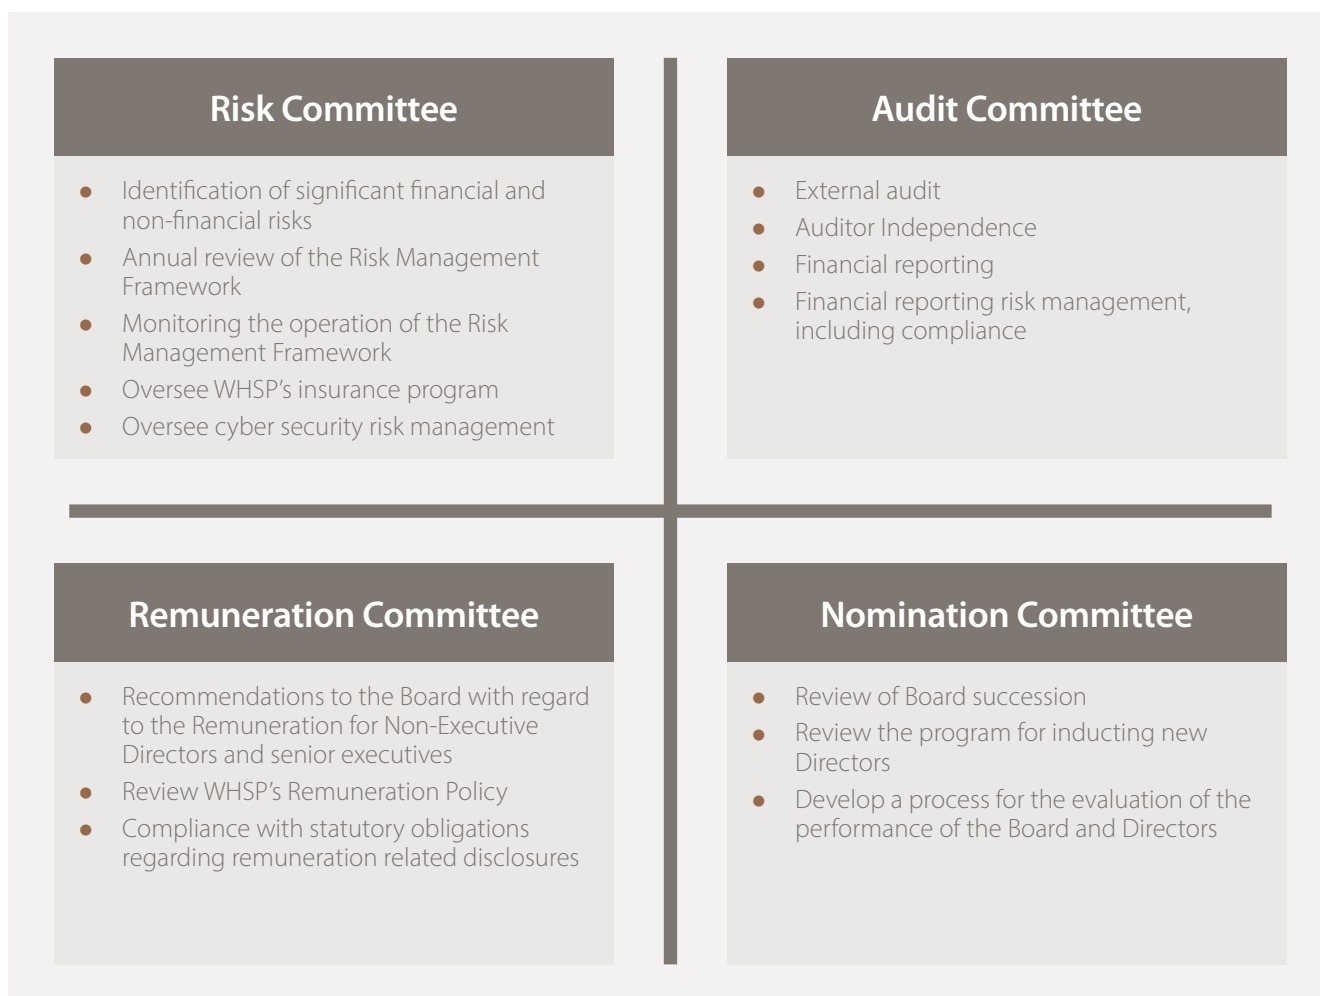 Risk Committee
● Identification of significant financial and
non-financial risks
● Annual review of the Risk Management
Framework
● Monitoring the operation of the Risk
Management Framework
● Oversee WHSP’s insurance program
● Oversee cyber security risk management
Audit Committee
● External audit
● Auditor Independence
● Financial reporting
● Financial reporting risk management,
including compliance
Remuneration Committee
● Recommendations to the Board with regard
to the Remuneration for Non-Executive
Directors and senior executives
● Review WHSP’s Remuneration Policy
● Compliance with statutory obligations
regarding remuneration related disclosures
Nomination Committee
● Review of Board succession
● Review the program for inducting new
Directors
● Develop a process for the evaluation of the
performance of the Board and Directors